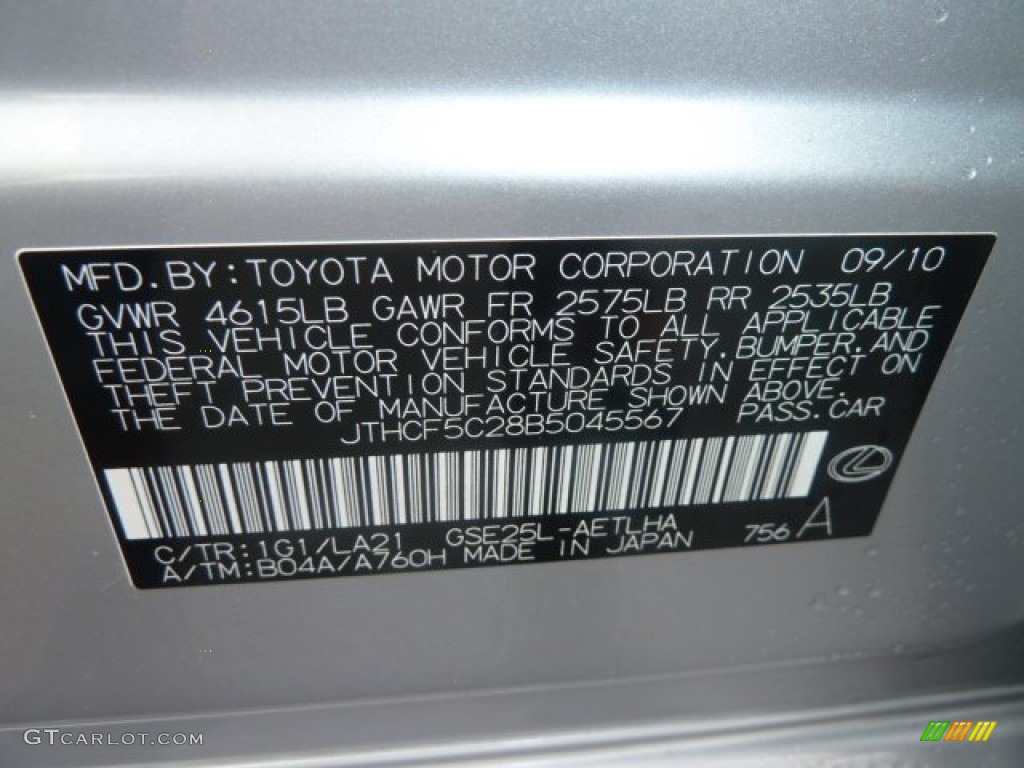 MFD. BY: TOYOTA MOTOR CORPORATION 09/10
GVWR 4615LB GAWR FR 2575LB RR 2535LB
THIS VEHICLE CONFORMS TO ALL APPLICABLE
FEDERAL MOTOR VEHICLE SAFETY, BUMPER, AND
THEFT PREVENTION STANDARDS IN EFFECT ON
THE DATE OF MANUFACTURE SHOWN ABOVE.
JTHCF5C28B5045567 PASS. CAR
C/TR: 1G1/LA21 GSE25L-AETLHA 756 A
A/TM: B04A/A760H MADE IN JAPAN
GTCARLOT.COM